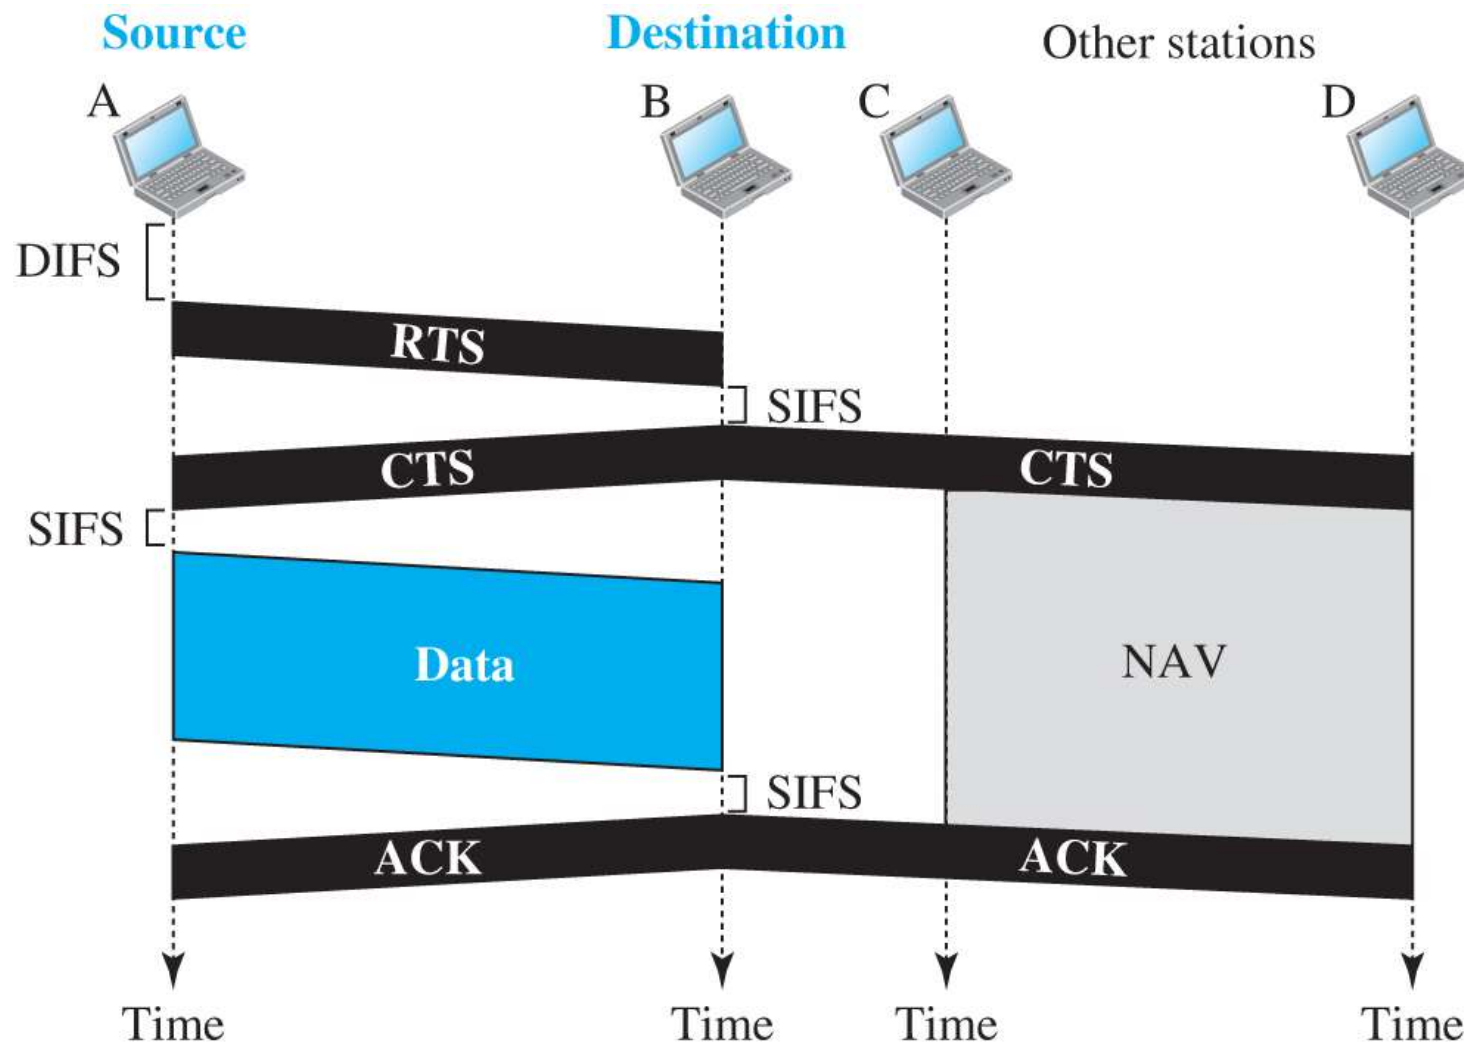 Source
Destination
Other stations
A
B
C
D
DIFS
RTS
SIFS
CTS
CTS
SIFS
Data
NAV
SIFS
ACK
ACK
Time
Time
Time
Time